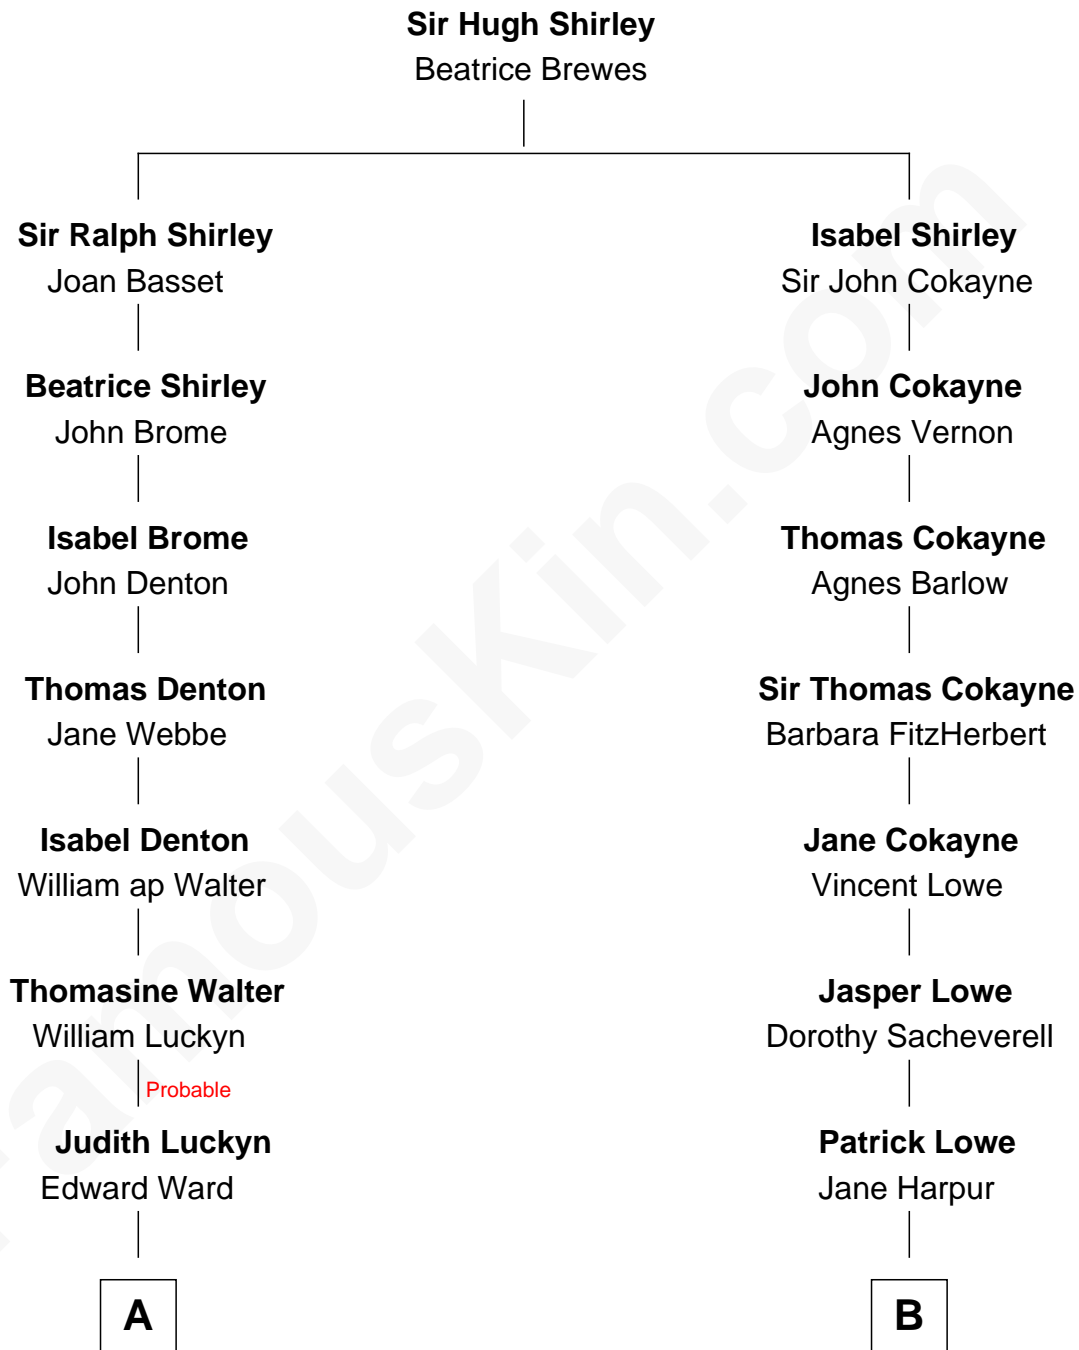 Sir Hugh Shirley
Beatrice Brewes
Sir Ralph Shirley
Joan Basset
Isabel Shirley
Sir John Cokayne
Beatrice Shirley
John Brome
John Cokayne
Agnes Vernon
Isabel Brome
John Denton
Thomas Cokayne
Agnes Barlow
Thomas Denton
Jane Webbe
Sir Thomas Cokayne
Barbara FitzHerbert
Isabel Denton
William ap Walter
Jane Cokayne
Vincent Lowe
Thomasine Walter
William Luckyn
Jasper Lowe
Dorothy Sacheverell
Probable
Judith Luckyn
Edward Ward
Patrick Lowe
Jane Harpur
A
B
FamousKin.com